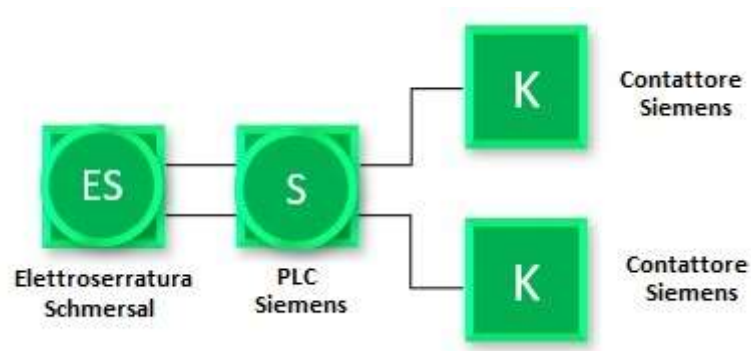 K
Contattore
Siemens
ES
S
Elettroserratura
Schmersal
PLC
Siemens
K
Contattore
Siemens